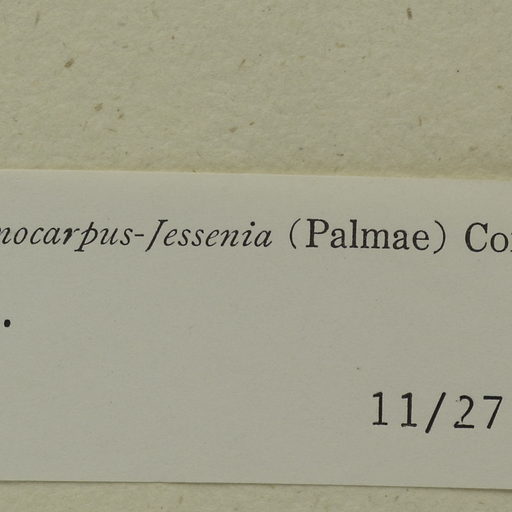 nocarpus-Jessenia (Palmae) Co
.
11/27